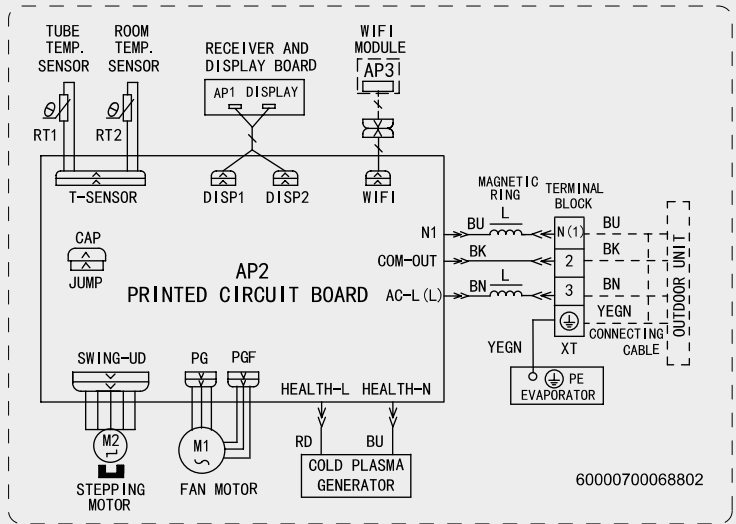 TUBE TEMP. SENSOR
ROOM TEMP. SENSOR
RECEIVER AND
DISPLAY BOARD
WIFI
MODULE
AP1 DISPLAY
AP3
RT1
RT2
T-SENSOR
DISP1
DISP2
WIFI
MAGNETIC
RING
TERMINAL
BLOCK
CAP
JUMP
AP2
PRINTED CIRCUIT BOARD
N1
BU
L
N(1)
BU
COM-OUT
BK
2
BK
AC-L(L)
BN
L
3
BN
YEGN
OUTDOOR UNIT
YEGN
XT
CONNECTING
CABLE
PE
EVAPORATOR
SWING-UD
PG
PGF
HEALTH-L
HEALTH-N
M2
M1
RD
BU
STEPPING
MOTOR
FAN MOTOR
COLD PLASMA
GENERATOR
60000700068802